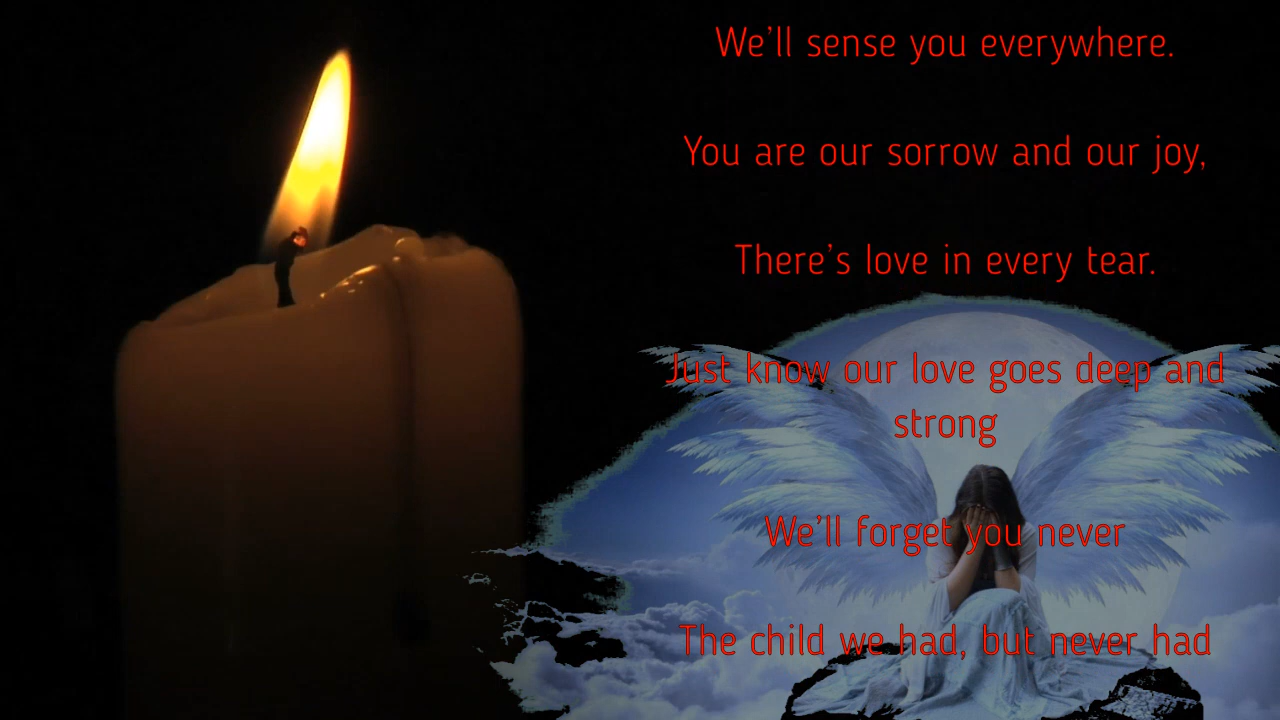 We'll sense you everywhere.
You are our sorrow and our joy,
There's love in every tear.
Just know our love goes deep and
strong
We'll forget you never
The child we had, but never had